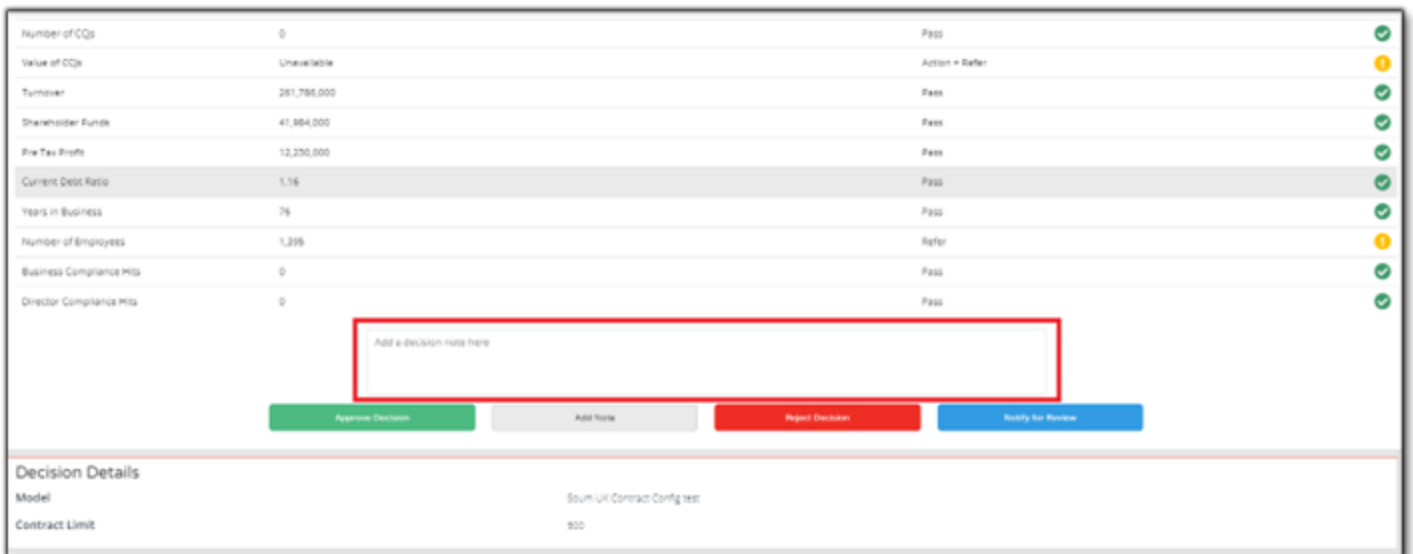 Number of CCJs 0 Pass
Value of CCJs Unavailable Action = Refer
Turnover 261,786,000 Pass
Shareholder Funds 41,984,000 Pass
Pre Tax Profit 12,250,000 Pass
Current Debt Ratio 1.16 Pass
Years in Business 76 Pass
Number of Employees Refer
Business Compliance Hits 0 Pass
Director Compliance Hits 0 Pass
Add a decision note here
Approve Decision Add Note Reject Decision Notify for Review
Decision Details
Model UK Contract Config test
Contract Limit